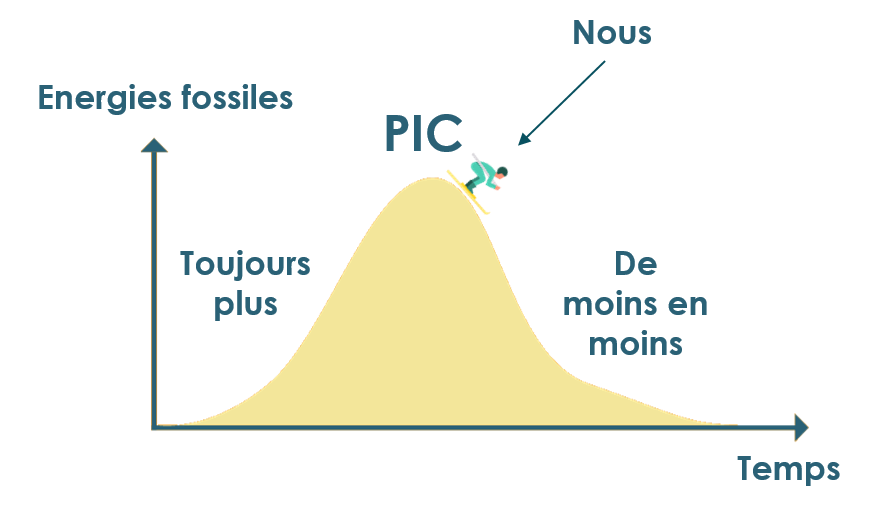 Nous
Energies fossiles
PIC
Toujours
plus
De
moins en
moins
Temps